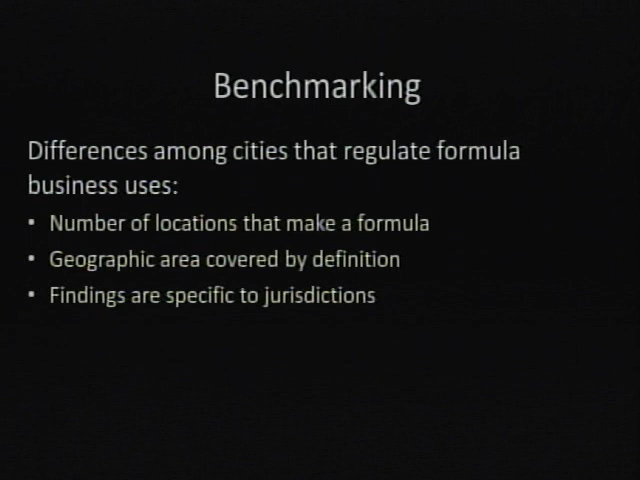 Benchmarking
Differences among cities that regulate formula
business uses:
• Number of locations that make a formula
• Geographic area covered by definition
• Findings are specific to jurisdictions